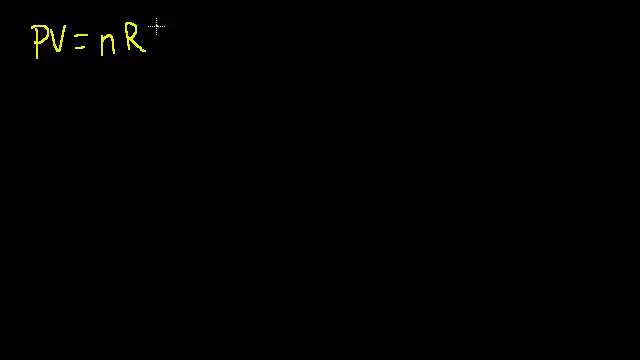 PV = nR